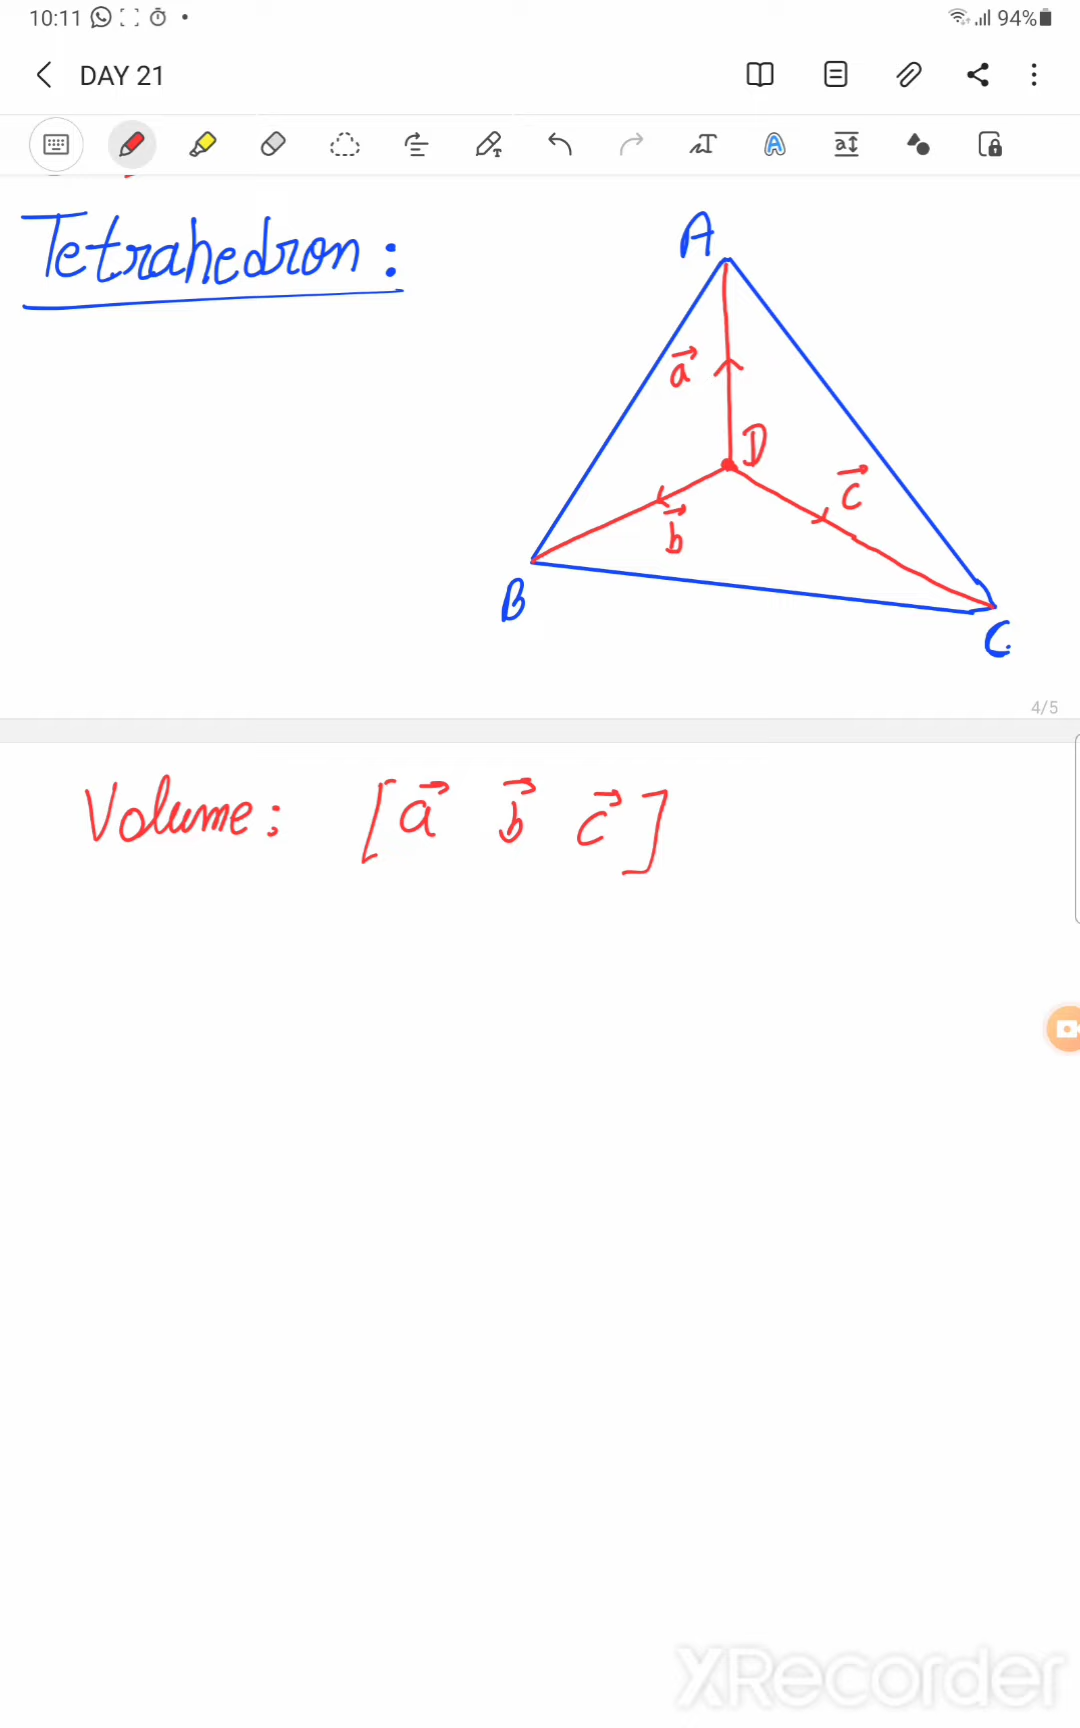 10:11 94%
DAY 21
Tetrahedron :
A
a⃗
D
c⃗
b⃗
B
C
4/5
Volume: [a⃗ b⃗ c⃗]
XRecorder